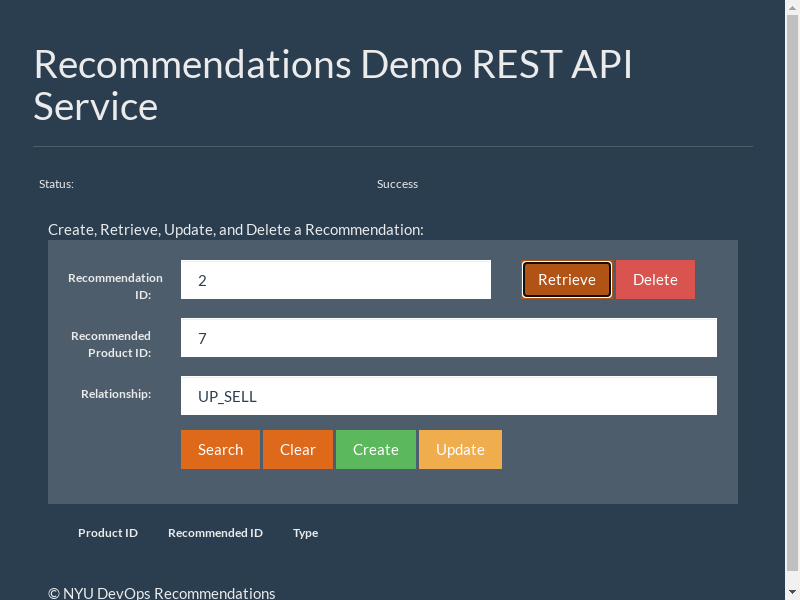 Recommendations Demo REST API
Service
Status: Success
Create, Retrieve, Update, and Delete a Recommendation:
Recommendation
ID:
2
Retrieve Delete
Recommended
Product ID:
7
Relationship: UP_SELL
Search Clear Create Update
Product ID Recommended ID Type
© NYU DevOps Recommendations